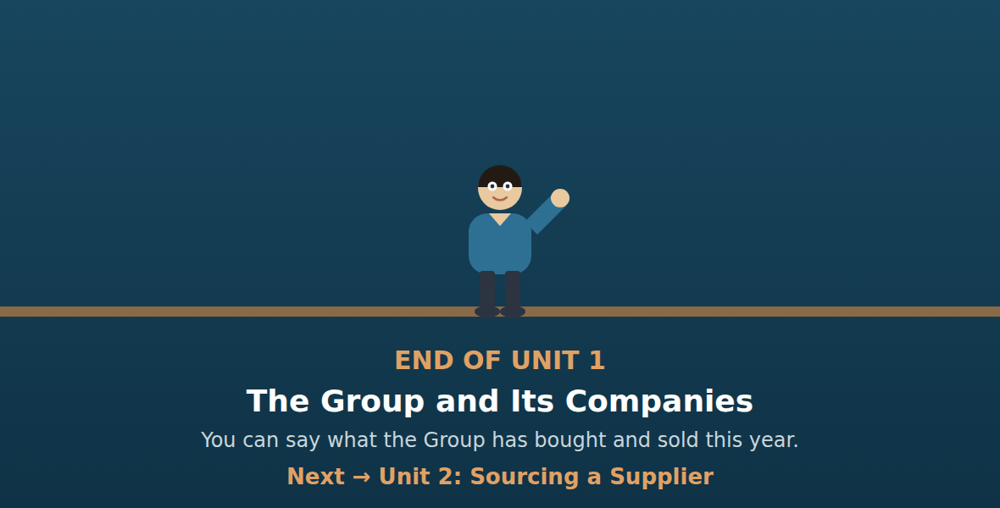 END OF UNIT 1
The Group and Its Companies
You can say what the Group has bought and sold this year.
Next → Unit 2: Sourcing a Supplier